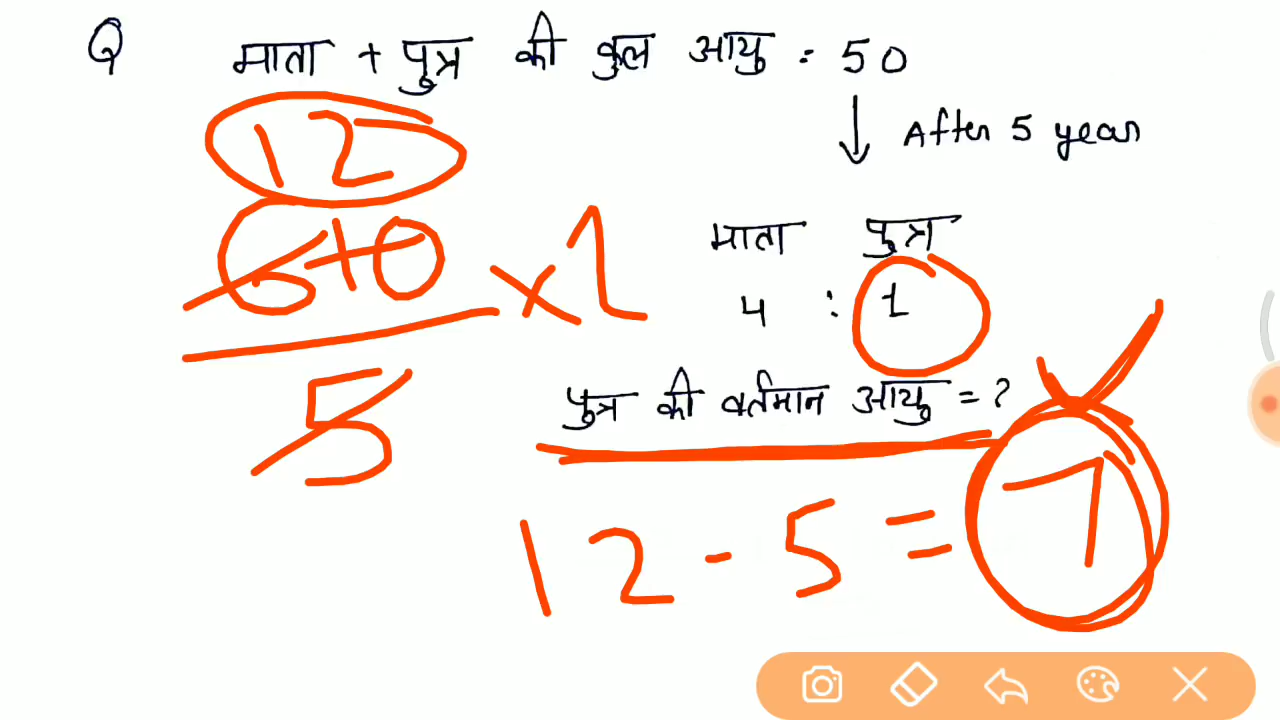 Q माता + पुत्र की कुल आयु : 50
After 5 year
12
माता पुत्र
60 × 1
4 : 1
5
पुत्र की वर्तमान आयु = ?
12 - 5 = 7